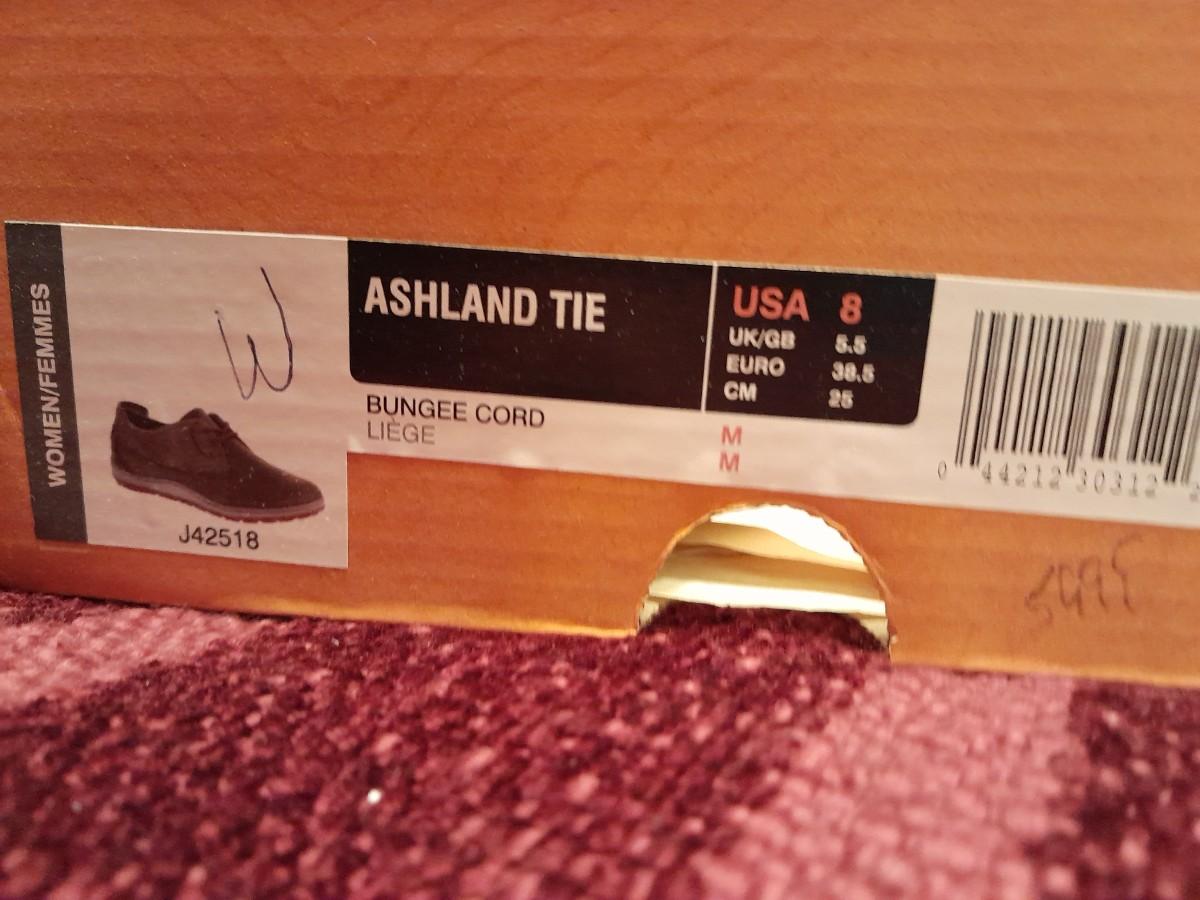 WOMEN/FEMMES
W
J42518
ASHLAND TIE
BUNGEE CORD
LIÈGE
USA 8
UK/GB 5.5
EURO 38.5
CM 25
M
M
0 44212 30312 2